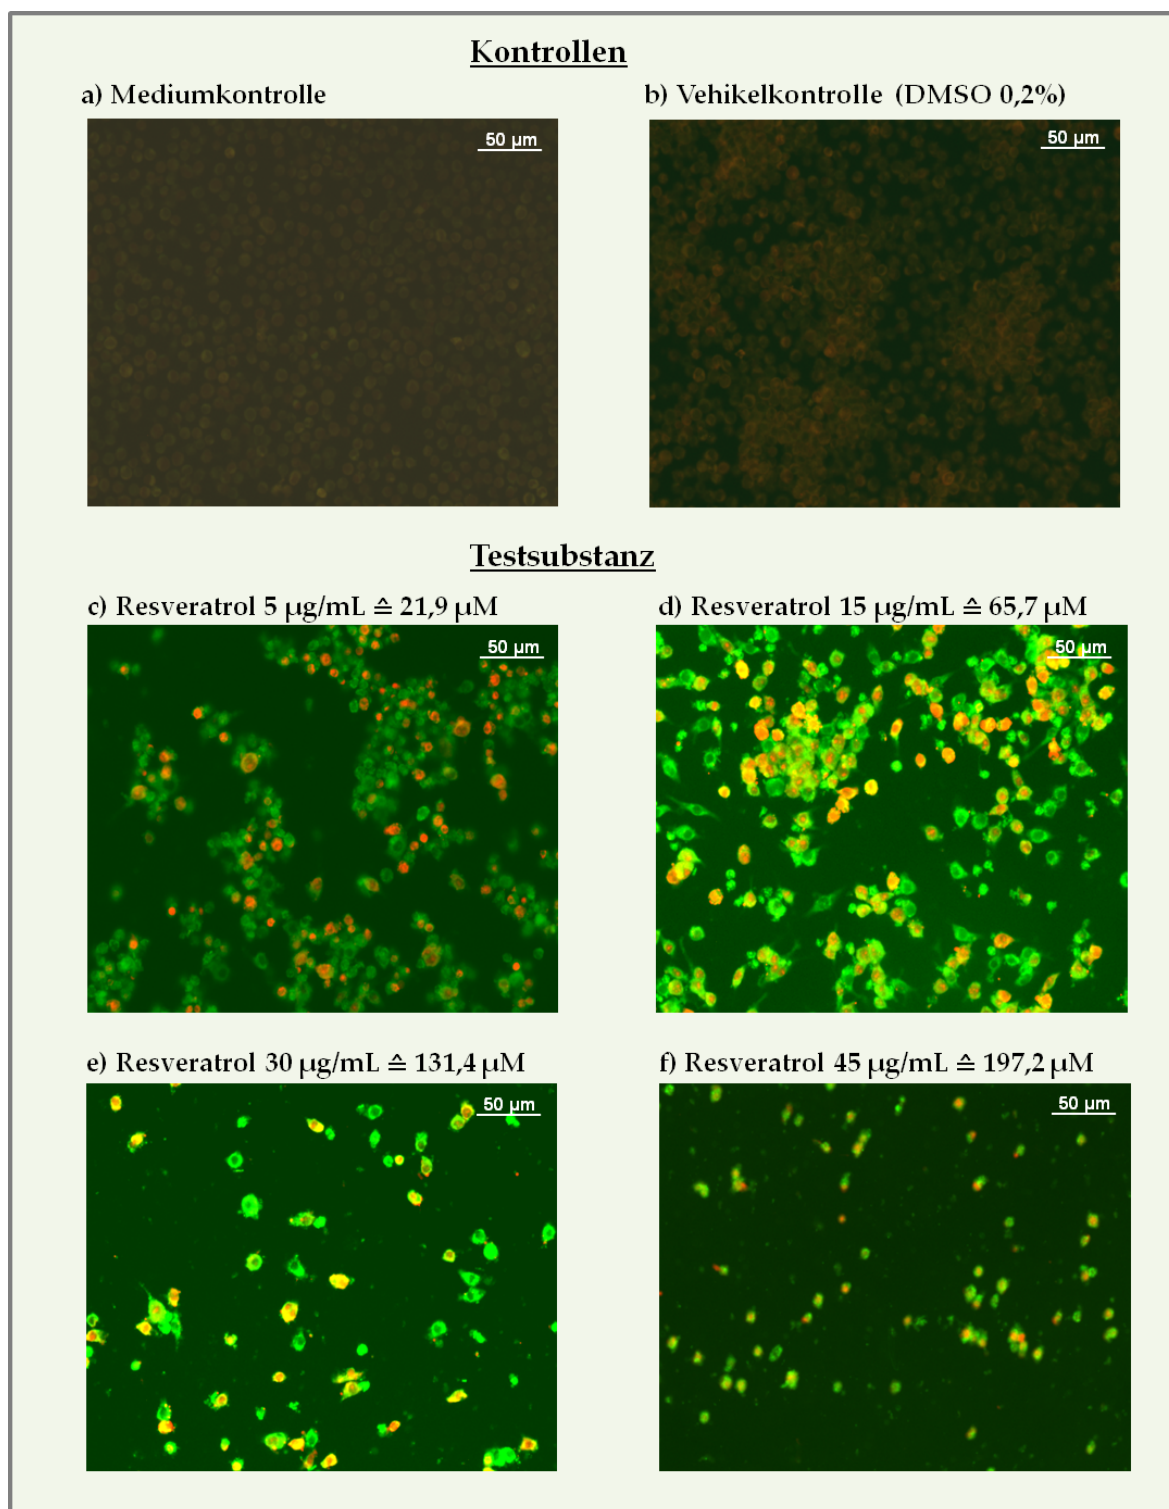 Kontrollen
a) Mediumkontrolle
b) Vehikelkontrolle (DMSO 0,2%)
50 µm
50 µm
Testsubstanz
c) Resveratrol 5 µg/mL ≙ 21,9 µM
d) Resveratrol 15 µg/mL ≙ 65,7 µM
50 µm
50 µm
e) Resveratrol 30 µg/mL ≙ 131,4 µM
f) Resveratrol 45 µg/mL ≙ 197,2 µM
50 µm
50 µm